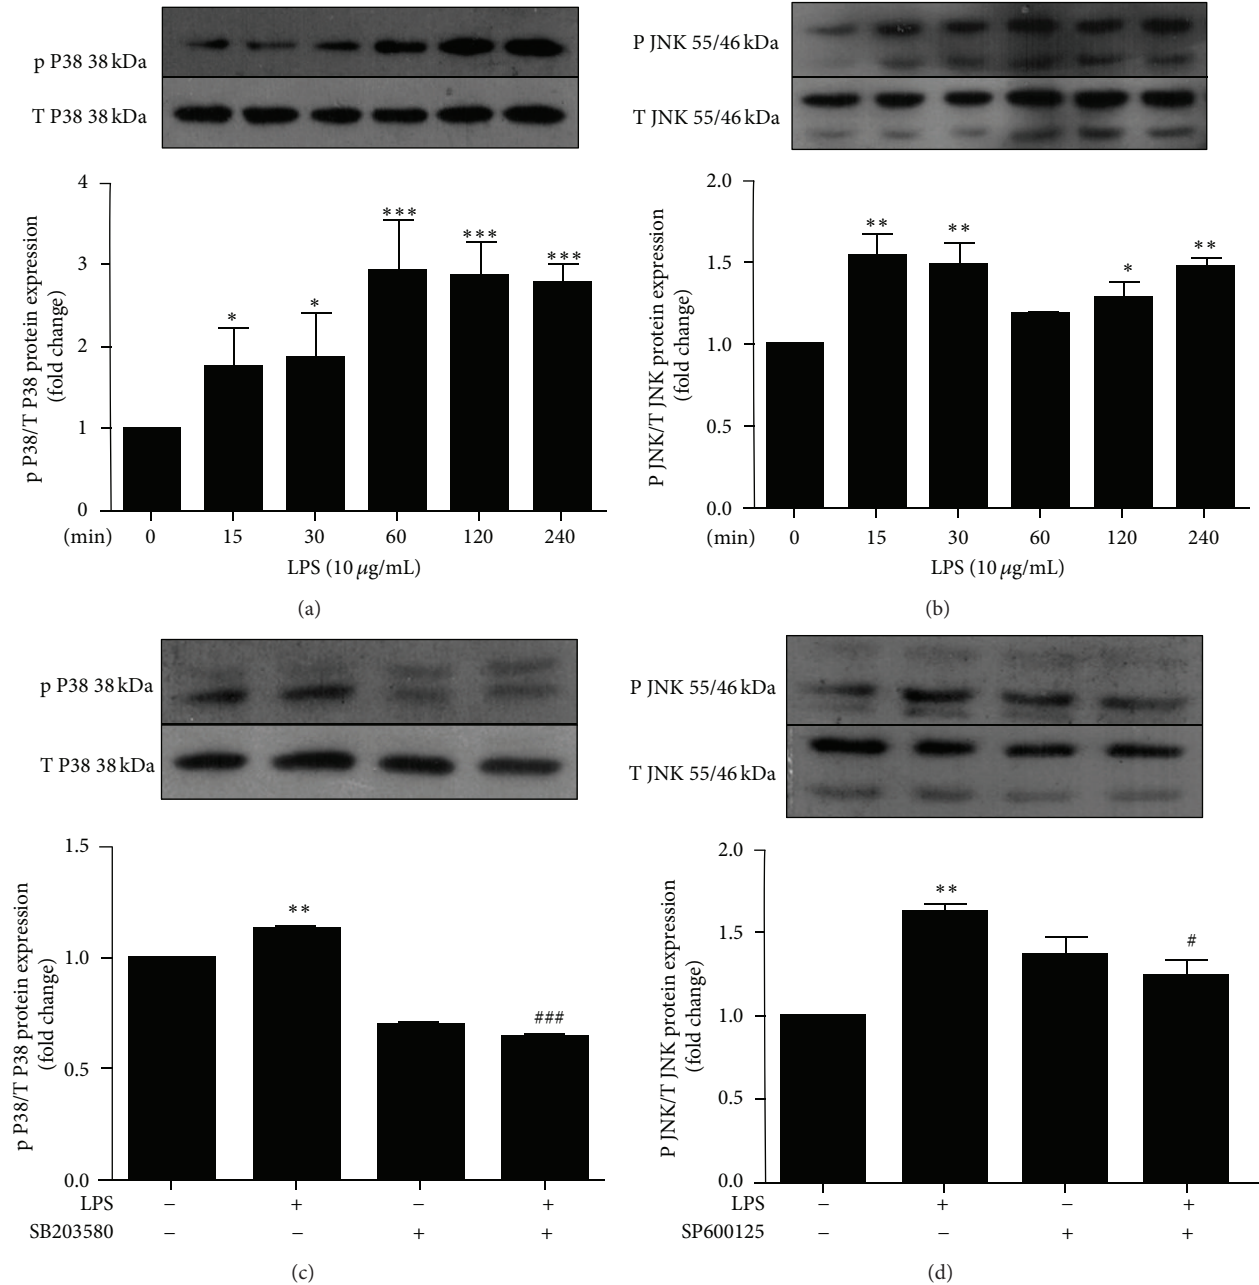 p P38 38 kDa
T P38 38 kDa
p P38/T P38 protein expression
(fold change)
4
3
2
1
0
*
*
***
***
***
(min) 0 15 30 60 120 240
LPS (10 μg/mL)
(a)
P JNK 55/46 kDa
T JNK 55/46 kDa
P JNK/T JNK protein expression
(fold change)
2.0
1.5
1.0
0.5
0.0
**
**
*
**
(min) 0 15 30 60 120 240
LPS (10 μg/mL)
(b)
p P38 38 kDa
T P38 38 kDa
p P38/T P38 protein expression
(fold change)
1.5
1.0
0.5
0.0
**
###
LPS − + − +
SB203580 − − + +
(c)
P JNK 55/46 kDa
T JNK 55/46 kDa
P JNK/T JNK protein expression
(fold change)
2.0
1.5
1.0
0.5
0.0
**
#
LPS − + − +
SP600125 − − + +
(d)